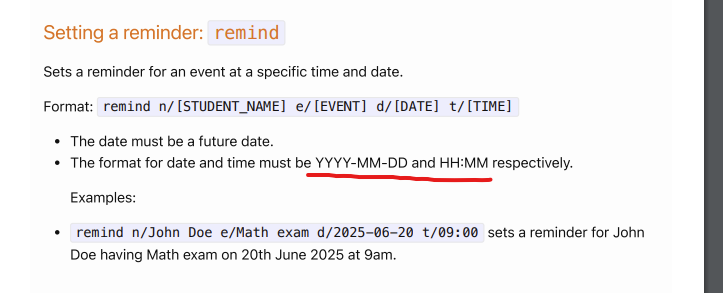 Setting a reminder: remind
Sets a reminder for an event at a specific time and date.
Format: remind n/[STUDENT_NAME] e/[EVENT] d/[DATE] t/[TIME]
• The date must be a future date.
• The format for date and time must be YYYY-MM-DD and HH:MM respectively.
Examples:
• remind n/John Doe e/Math exam d/2025-06-20 t/09:00 sets a reminder for John
Doe having Math exam on 20th June 2025 at 9am.